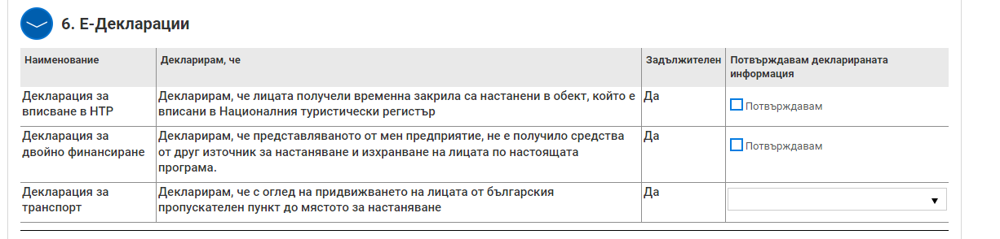 6. Е-Декларации
Наименование Декларирам, че Задължителен Потвърждавам декларираната
информация
Декларация за Декларирам, че лицата получели временна закрила са настанени в обект, който е Да
вписване в НТР вписани в Националния туристически регистър Потвърждавам
Декларация за Декларирам, че представляваното от мен предприятие, не е получило средства Да
двойно финансиране от друг източник за настаняване и изхранване на лицата по настоящата Потвърждавам
програма.
Декларация за Декларирам, че с оглед на придвижването на лицата от българския Да
транспорт пропускателен пункт до мястото за настаняване